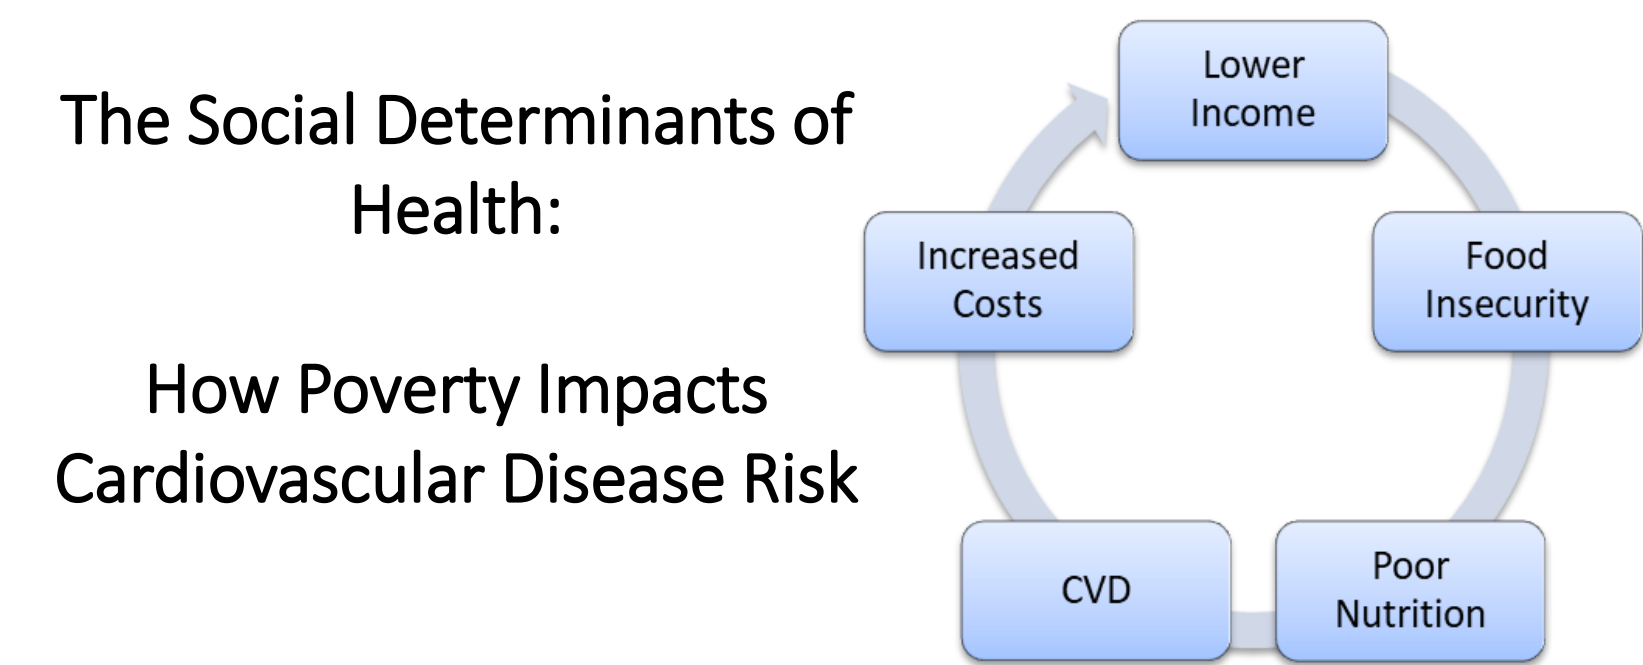 The Social Determinants of
Health:
How Poverty Impacts
Cardiovascular Disease Risk
Lower
Income
Food
Insecurity
Poor
Nutrition
CVD
Increased
Costs